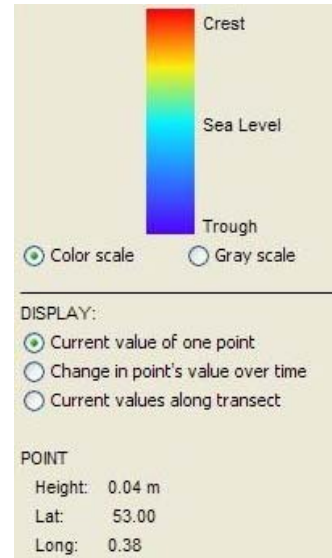 Crest
Sea Level
Trough
Color scale Gray scale
DISPLAY:
Current value of one point
Change in point's value over time
Current values along transect
POINT
Height: 0.04 m
Lat: 53.00
Long: 0.38